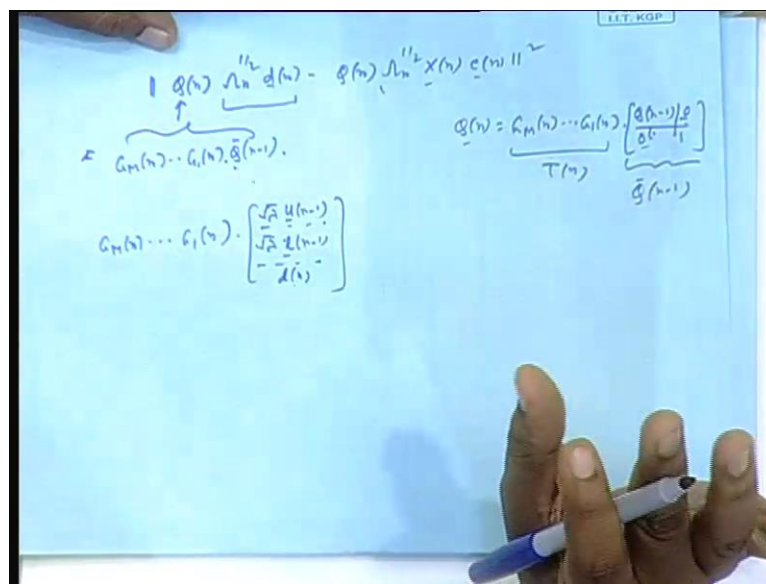 I.I.T. KGP
‖ Q(n) Λn^1/2 d(n) - Q(n) Λn^1/2 X(n) c(n) ‖^2
Q(n) = G_M(n) ... G_1(n) . [ Q(n-1) | 0 ; 0^t | 1 ]
T(n)
Q̄(n-1)
G_M(n) ... G_1(n) . Q̄(n-1).
G_M(n) ... G_1(n) . [ √λ u(n-1)
√λ (n-1)
d(n) ]